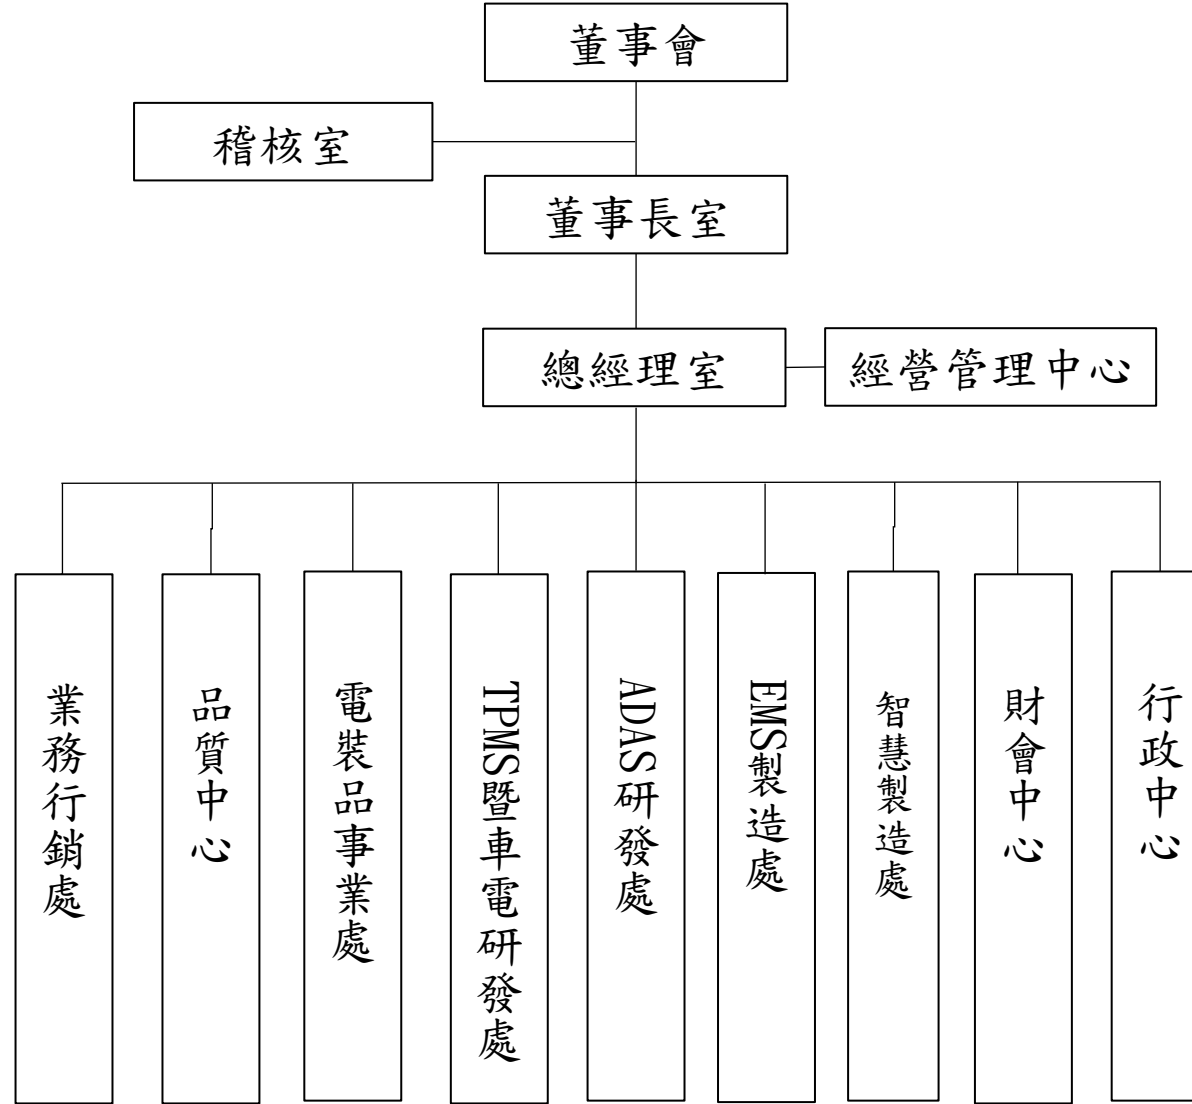 董事會
稽核室
董事長室
總經理室
經營管理中心
業務行銷處
品質中心
電裝品事業處
TPMS暨車電研發處
ADAS研發處
EMS製造處
智慧製造處
財會中心
行政中心